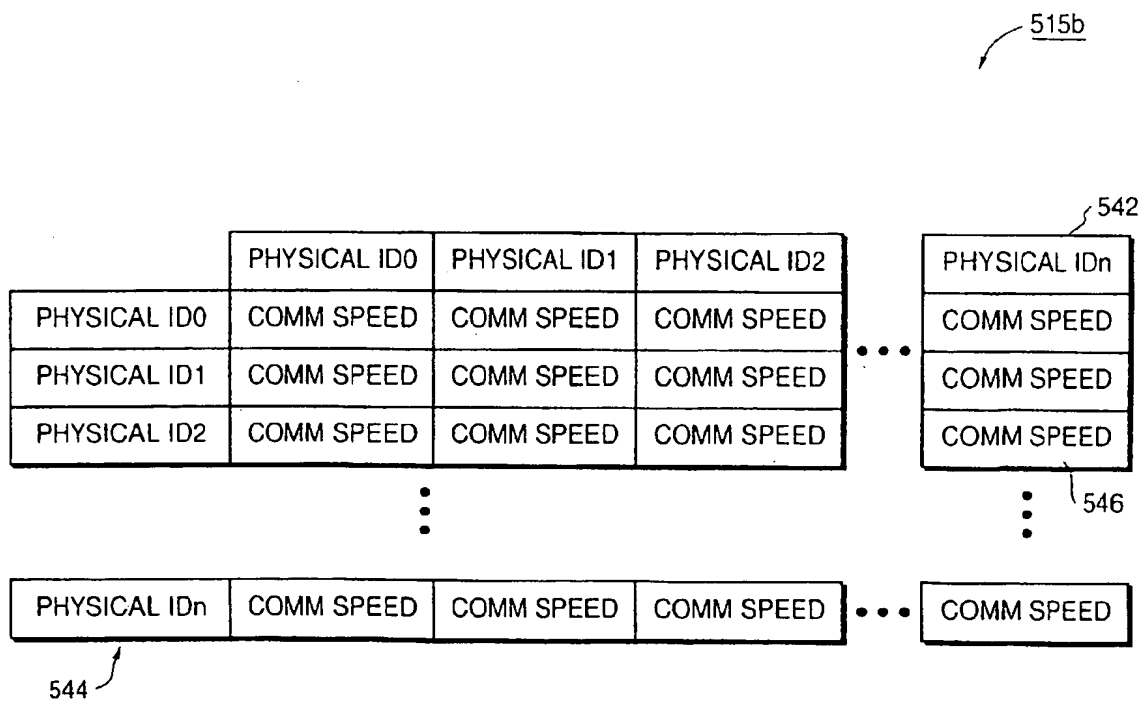 515b
542
PHYSICAL ID0 PHYSICAL ID1 PHYSICAL ID2 PHYSICAL IDn
PHYSICAL ID0 COMM SPEED COMM SPEED COMM SPEED ••• COMM SPEED
PHYSICAL ID1 COMM SPEED COMM SPEED COMM SPEED COMM SPEED
PHYSICAL ID2 COMM SPEED COMM SPEED COMM SPEED COMM SPEED
546
PHYSICAL IDn COMM SPEED COMM SPEED COMM SPEED ••• COMM SPEED
544